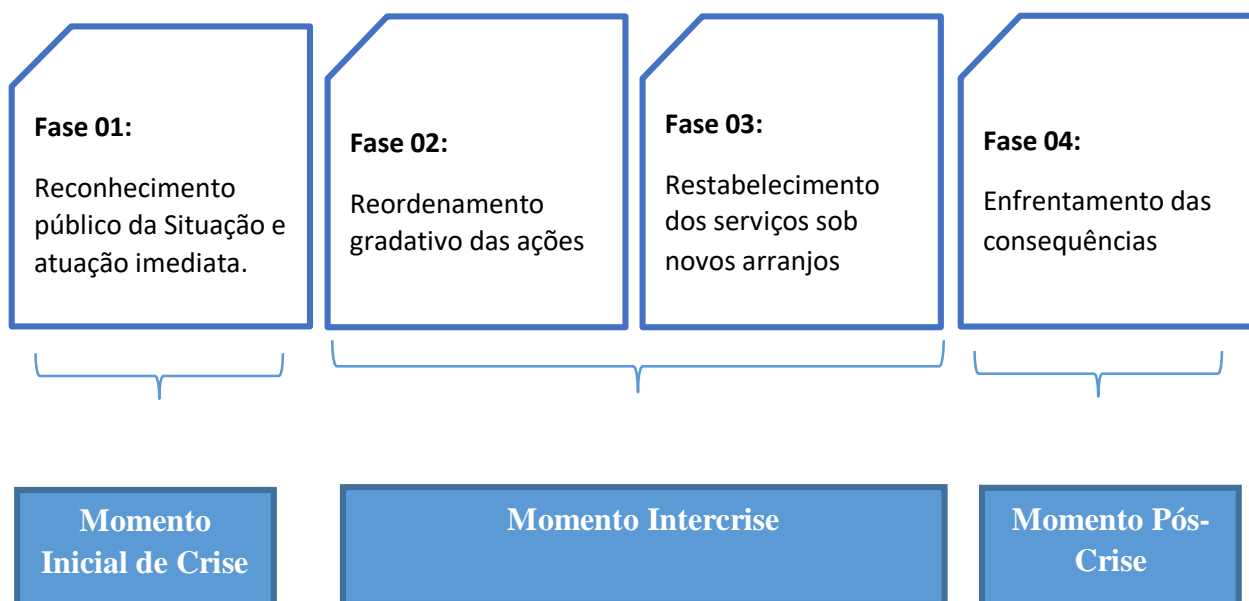 Fase 01:
Reconhecimento
público da Situação e
atuação imediata.
Fase 02:
Reordenamento
gradativo das ações
Fase 03:
Restabelecimento
dos serviços sob
novos arranjos
Fase 04:
Enfrentamento das
consequências
Momento
Inicial de Crise
Momento Intercrise
Momento Pós-
Crise